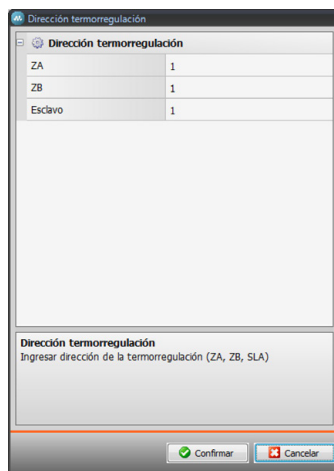 Dirección termorregulación
Dirección termorregulación
ZA 1
ZB 1
Esclavo 1
Dirección termorregulación
Ingresar dirección de la termorregulación (ZA, ZB, SLA)
Confirmar Cancelar